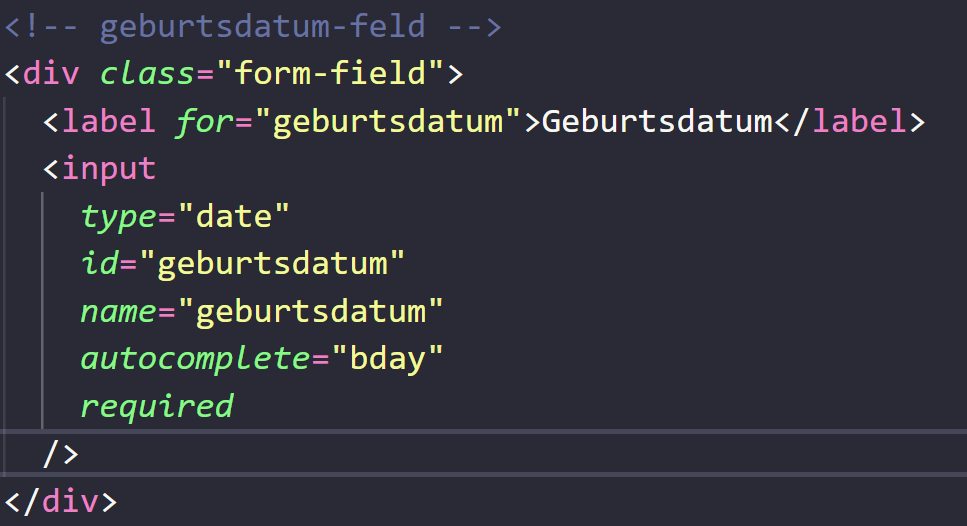 <!-- geburtsdatum-feld -->
<div class="form-field">
  <label for="geburtsdatum">Geburtsdatum</label>
  <input
    type="date"
    id="geburtsdatum"
    name="geburtsdatum"
    autocomplete="bday"
    required
  />
</div>